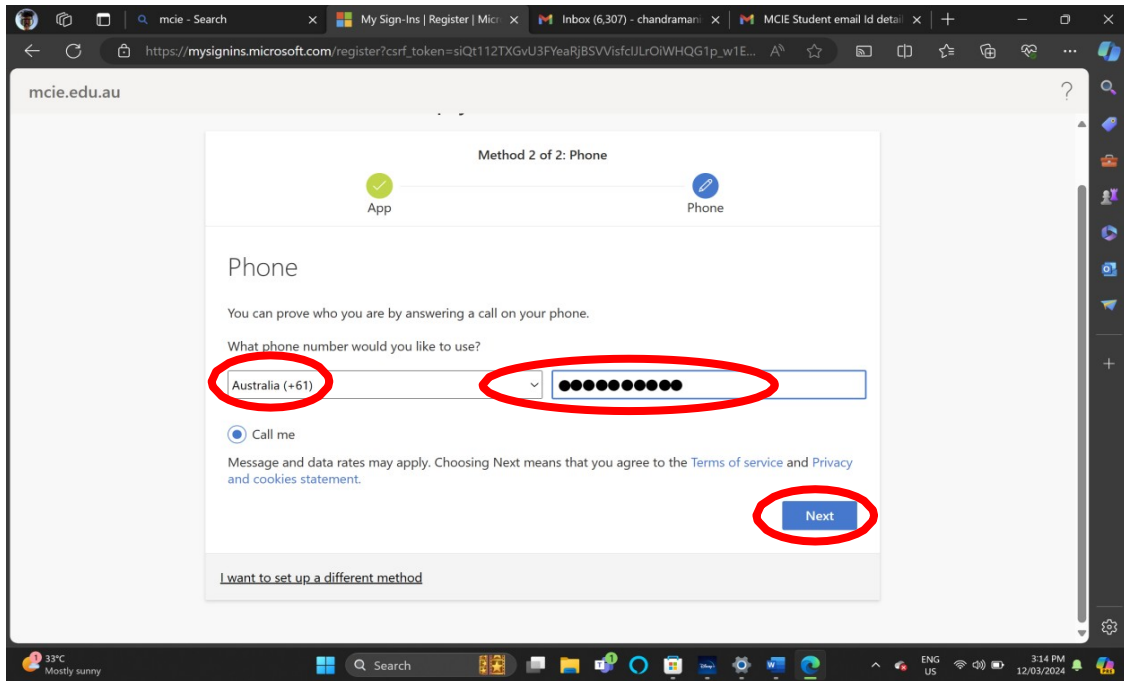 mcie - Search
My Sign-Ins | Register | Micr
Inbox (6,307) - chandramani
MCIE Student email Id detail
https://mysignins.microsoft.com/register?csrf_token=siQt112TXGvU3FYeaRjBSVVisfclJLrOiWHQG1p_w1E...
mcie.edu.au
?
Method 2 of 2: Phone
App
Phone
Phone
You can prove who you are by answering a call on your phone.
What phone number would you like to use?
Australia (+61)
Call me
Message and data rates may apply. Choosing Next means that you agree to the Terms of service and Privacy
and cookies statement.
Next
I want to set up a different method
1
33°C
Mostly sunny
Search
1
ENG
US
3:14 PM
12/03/2024